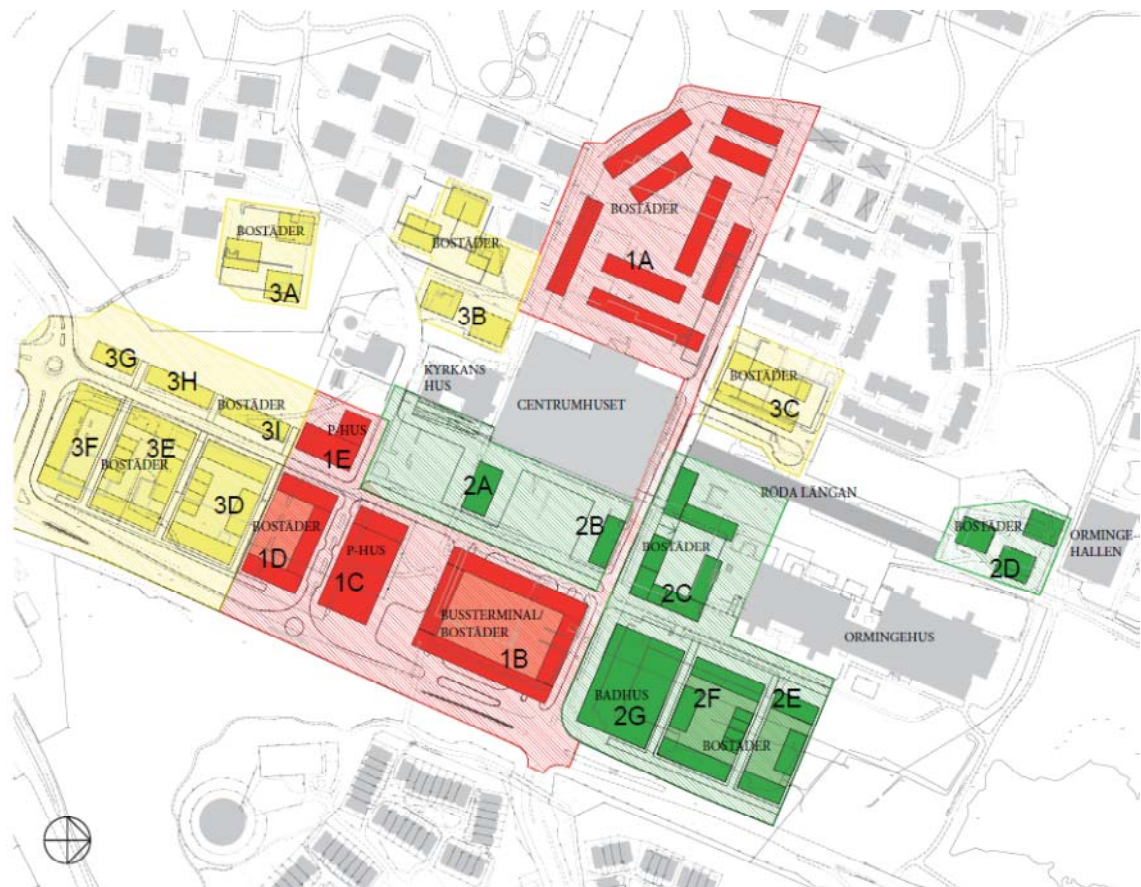 BOSTÄDER
1A
BOSTÄDER
3A
BOSTÄDER
3B
3G
3H
BOSTÄDER
3I
KYRKANS
HUS
CENTRUMHUSET
BOSTÄDER
3C
3F
3E
BOSTÄDER
3D
P-HUS
1E
2A
2B
RÖDA LÄNGAN
BOSTÄDER
2C
BOSTÄDER
2D
ORMINGE
HALLEN
BOSTÄDER
1D
P-HUS
1C
BUSSTERMINAL/
BOSTÄDER
1B
ORMINGEHUS
BADHUS
2G
2F
2E
BOSTÄDER